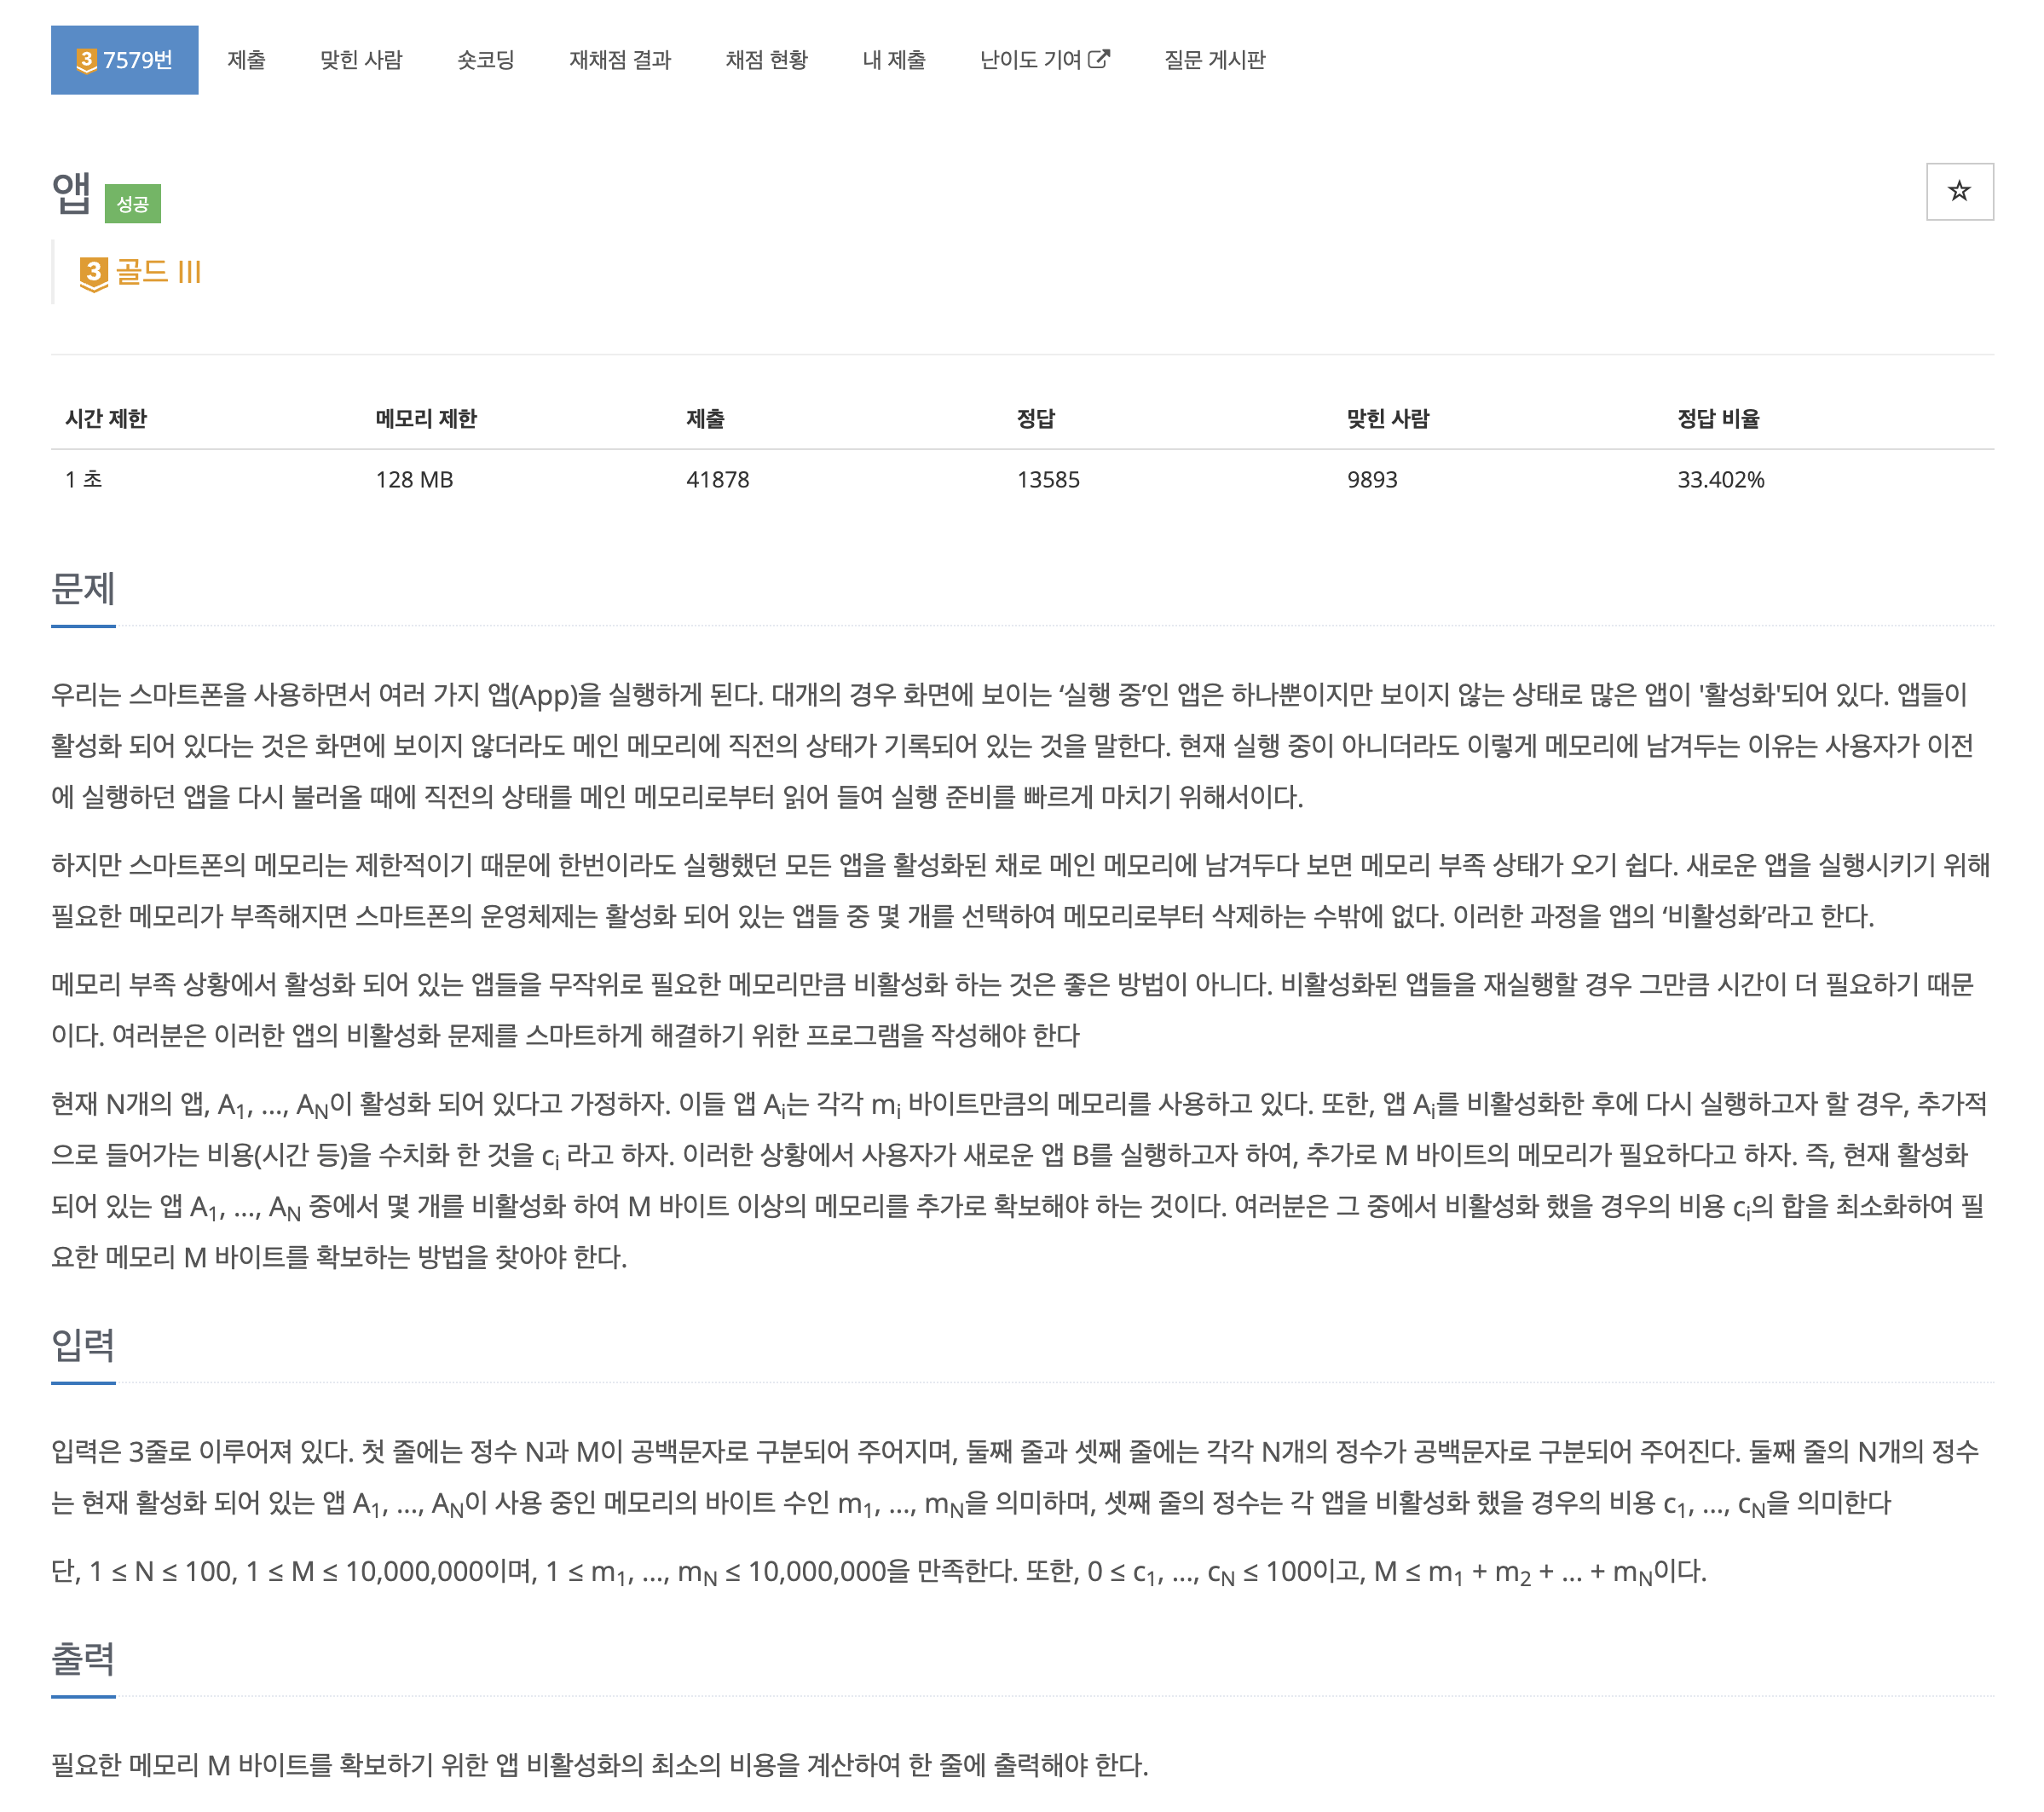 3 7579번 제출 맞힌 사람 숏코딩 재채점 결과 채점 현황 내 제출 난이도 기여 질문 게시판
앱 성공
3 골드 III
시간 제한 메모리 제한 제출 정답 맞힌 사람 정답 비율
1 초 128 MB 41878 13585 9893 33.402%
문제
우리는 스마트폰을 사용하면서 여러 가지 앱(App)을 실행하게 된다. 대개의 경우 화면에 보이는 ‘실행 중’인 앱은 하나뿐이지만 보이지 않는 상태로 많은 앱이 '활성화'되어 있다. 앱들이
활성화 되어 있다는 것은 화면에 보이지 않더라도 메인 메모리에 직전의 상태가 기록되어 있는 것을 말한다. 현재 실행 중이 아니더라도 이렇게 메모리에 남겨두는 이유는 사용자가 이전
에 실행하던 앱을 다시 불러올 때에 직전의 상태를 메인 메모리로부터 읽어 들여 실행 준비를 빠르게 마치기 위해서이다.
하지만 스마트폰의 메모리는 제한적이기 때문에 한번이라도 실행했던 모든 앱을 활성화된 채로 메인 메모리에 남겨두다 보면 메모리 부족 상태가 오기 쉽다. 새로운 앱을 실행시키기 위해
필요한 메모리가 부족해지면 스마트폰의 운영체제는 활성화 되어 있는 앱들 중 몇 개를 선택하여 메모리로부터 삭제하는 수밖에 없다. 이러한 과정을 앱의 ‘비활성화’라고 한다.
메모리 부족 상황에서 활성화 되어 있는 앱들을 무작위로 필요한 메모리만큼 비활성화 하는 것은 좋은 방법이 아니다. 비활성화된 앱들을 재실행할 경우 그만큼 시간이 더 필요하기 때문
이다. 여러분은 이러한 앱의 비활성화 문제를 스마트하게 해결하기 위한 프로그램을 작성해야 한다
현재 N개의 앱, A1, ..., AN이 활성화 되어 있다고 가정하자. 이들 앱 Ai는 각각 mi 바이트만큼의 메모리를 사용하고 있다. 또한, 앱 Ai를 비활성화한 후에 다시 실행하고자 할 경우, 추가적
으로 들어가는 비용(시간 등)을 수치화 한 것을 ci 라고 하자. 이러한 상황에서 사용자가 새로운 앱 B를 실행하고자 하여, 추가로 M 바이트의 메모리가 필요하다고 하자. 즉, 현재 활성화
되어 있는 앱 A1, ..., AN 중에서 몇 개를 비활성화 하여 M 바이트 이상의 메모리를 추가로 확보해야 하는 것이다. 여러분은 그 중에서 비활성화 했을 경우의 비용 ci의 합을 최소화하여 필
요한 메모리 M 바이트를 확보하는 방법을 찾아야 한다.
입력
입력은 3줄로 이루어져 있다. 첫 줄에는 정수 N과 M이 공백문자로 구분되어 주어지며, 둘째 줄과 셋째 줄에는 각각 N개의 정수가 공백문자로 구분되어 주어진다. 둘째 줄의 N개의 정수
는 현재 활성화 되어 있는 앱 A1, ..., AN이 사용 중인 메모리의 바이트 수인 m1, ..., mN을 의미하며, 셋째 줄의 정수는 각 앱을 비활성화 했을 경우의 비용 c1, ..., cN을 의미한다
단, 1 ≤ N ≤ 100, 1 ≤ M ≤ 10,000,000이며, 1 ≤ m1, ..., mN ≤ 10,000,000을 만족한다. 또한, 0 ≤ c1, ..., cN ≤ 100이고, M ≤ m1 + m2 + ... + mN이다.
출력
필요한 메모리 M 바이트를 확보하기 위한 앱 비활성화의 최소의 비용을 계산하여 한 줄에 출력해야 한다.